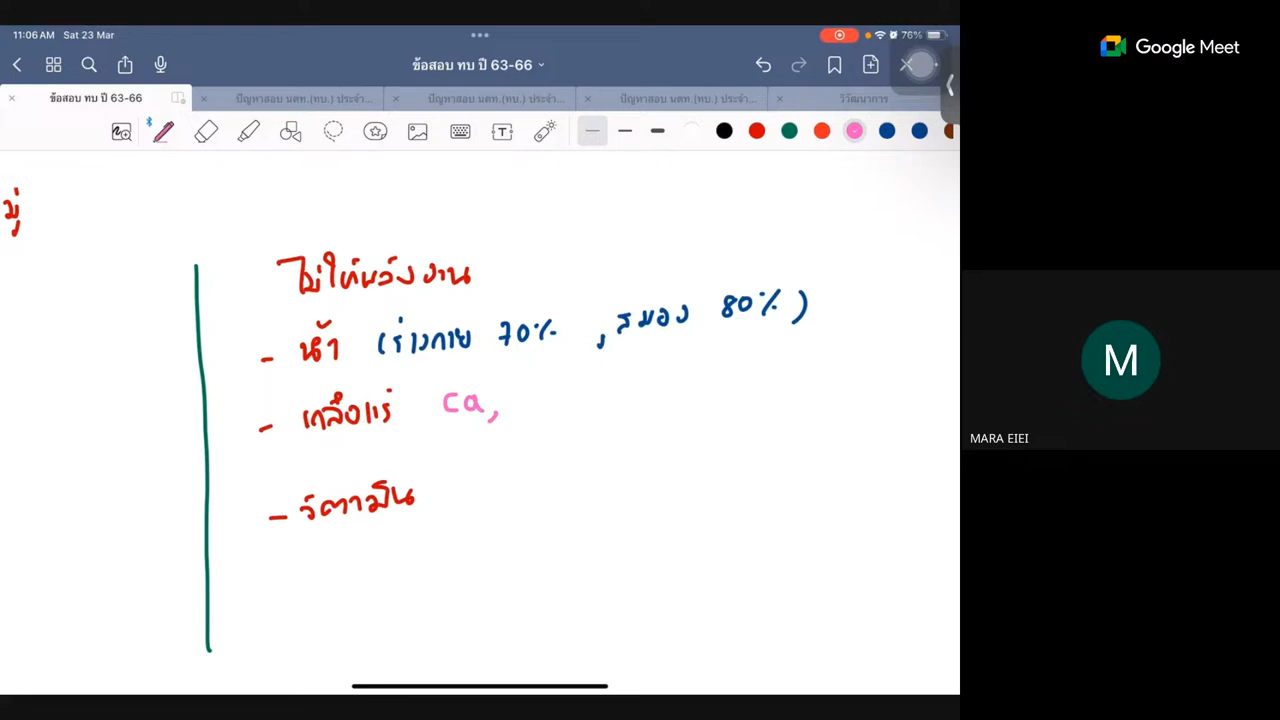 11:06 AM Sat 23 Mar
76%
Google Meet
ข้อสอบ ทบ ปี 63-66
ข้อสอบ ทบ ปี 63-66
ปัญหาสอบ นตท.(ทบ.) ประจำ...
ปัญหาสอบ นตท.(ทบ.) ประจำ...
ปัญหาสอบ นตท.(ทบ.) ประจำ...
วิวัฒนาการ
T
ไม่ให้พลังงาน
- น้ำ (ร่างกาย 70% , สมอง 80%)
- เกลือแร่ Ca,
- วิตามิน
M
MARA EIEI